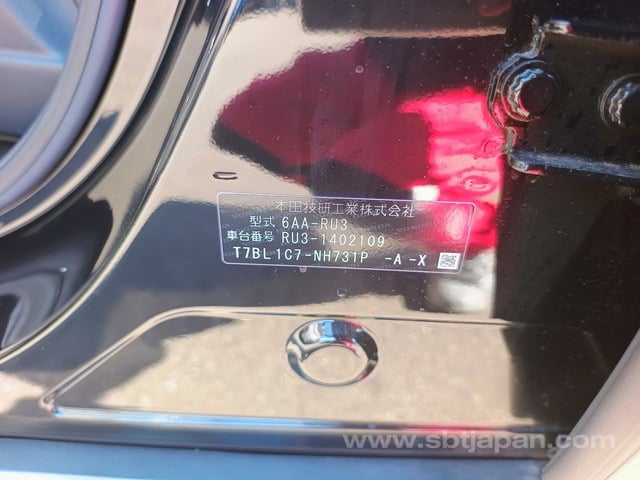 本田技研工業株式会社
型式 6AA-RU3
車台番号 RU3-1402109
T7BL1C7-NH731P -A -X
www.sbtjapan.com